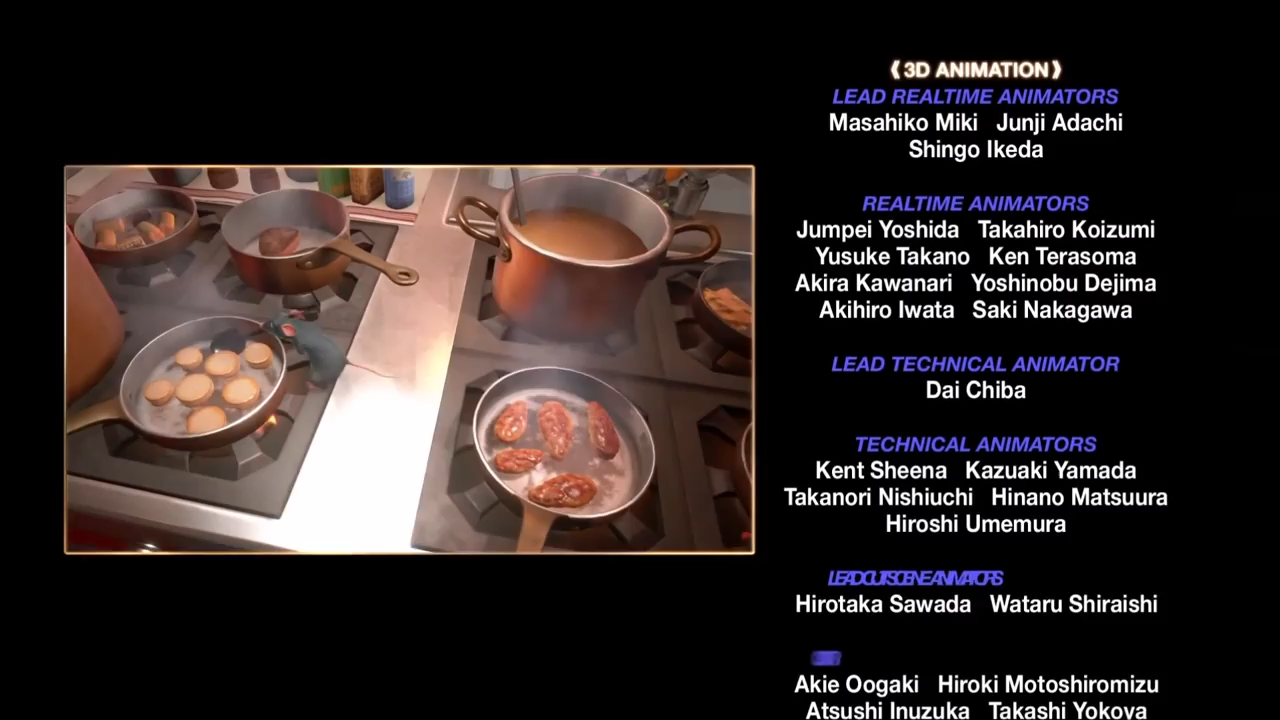 《3D ANIMATION》
LEAD REALTIME ANIMATORS
Masahiko Miki Junji Adachi
Shingo Ikeda
REALTIME ANIMATORS
Jumpei Yoshida Takahiro Koizumi
Yusuke Takano Ken Terasoma
Akira Kawanari Yoshinobu Dejima
Akihiro Iwata Saki Nakagawa
LEAD TECHNICAL ANIMATOR
Dai Chiba
TECHNICAL ANIMATORS
Kent Sheena Kazuaki Yamada
Takanori Nishiuchi Hinano Matsuura
Hiroshi Umemura
LEAD CUTSCENE ANIMATORS
Hirotaka Sawada Wataru Shiraishi
Akie Oogaki Hiroki Motoshiromizu
Atsushi Inuzuka Takashi Yokoya